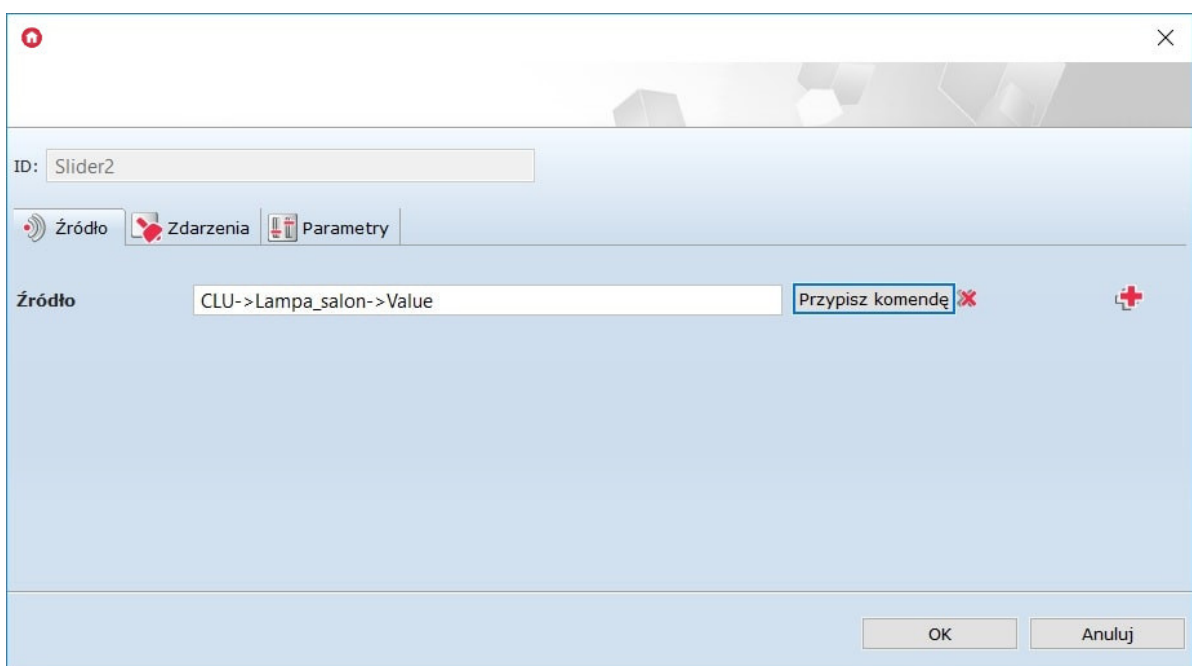 ID: Slider2
Źródło Zdarzenia Parametry
Źródło CLU->Lampa_salon->Value Przypisz komendę
OK Anuluj